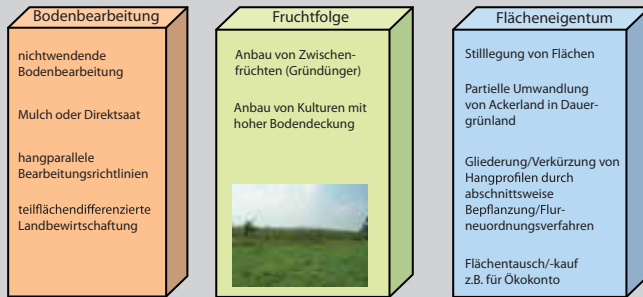 Bodenbearbeitung
nichtwendende
Bodenbearbeitung
Mulch oder Direktsaat
hangparallele
Bearbeitungsrichtlinien
teilflächendifferenzierte
Landbewirtschaftung
Fruchtfolge
Anbau von Zwischen-
früchten (Gründünger)
Anbau von Kulturen mit
hoher Bodendeckung
Flächeneigentum
Stilllegung von Flächen
Partielle Umwandlung
von Ackerland in Dauer-
grünland
Gliederung/Verkürzung von
Hangprofilen durch
abschnittsweise
Bepflanzung/Flur-
neuordnungsverfahren
Flächentausch/-kauf
z.B. für Ökokonto